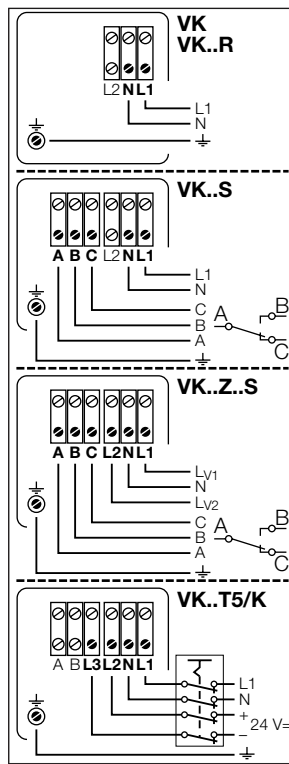 VK
VK..R
L2 N L1
L1
N
VK..S
A B C L2 N L1
L1
N
C
B
A
A
B
C
VK..Z..S
A B C L2 N L1
LV1
N
LV2
C
B
A
A
B
C
VK..T5/K
A B L3 L2 N L1
L1
N
+
24 V=
–